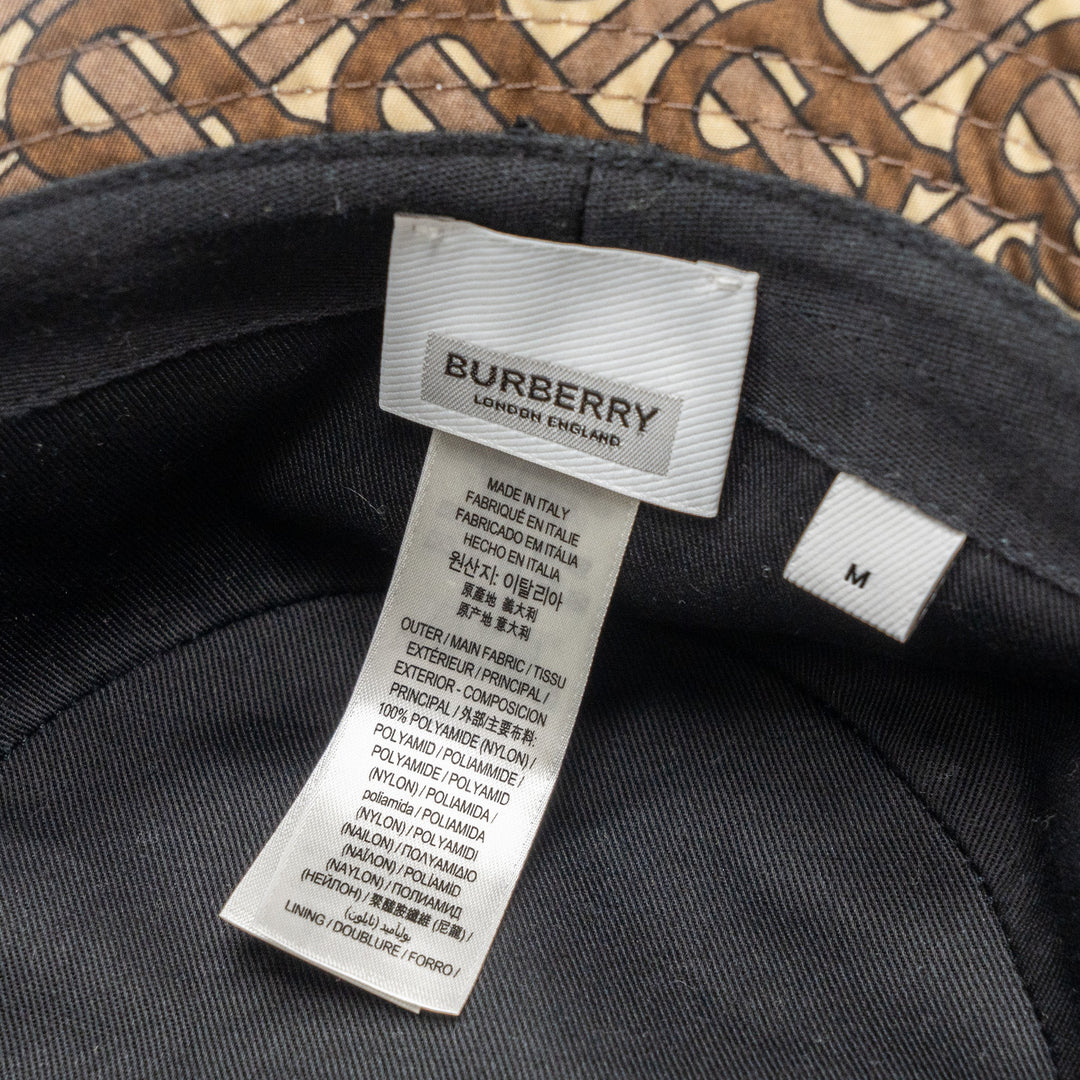 BURBERRY
LONDON ENGLAND
MADE IN ITALY
FABRIQUÉ EN ITALIE
FABRICADO EM ITÁLIA
HECHO EN ITALIA
원산지: 이탈리아
原產地 義大利
原产地 意大利
OUTER / MAIN FABRIC / TISSU
EXTÉRIEUR / PRINCIPAL /
EXTERIOR - COMPOSICION
PRINCIPAL / 外部/主要布料:
100% POLYAMIDE (NYLON) /
POLYAMID / POLIAMMIDE /
POLYAMIDE / POLYAMID
(NYLON) / POLIAMIDA /
poliamida / POLIAMIDA
(NYLON) / POLYAMIDI
(NAILON) / ΠΟΛΥΑΜΙΔΙΟ
(ΝΑΪΛΟΝ) / POLIAMID
(NAYLON) / ПОЛИАМИД
(НЕЙЛОН) / 聚醯胺纖維 (尼龍) /
بولياميد (نايلون)
LINING / DOUBLURE / FORRO /
M